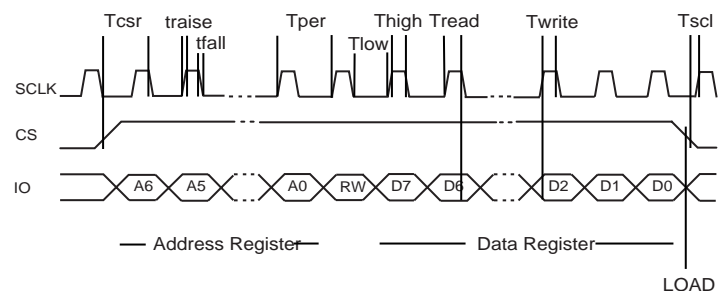 Tcsr traise Tper Thigh Tread Twrite Tscl
tfall Tlow
SCLK
CS
IO A6 A5 A0 RW D7 D6 D2 D1 D0
Address Register Data Register
LOAD